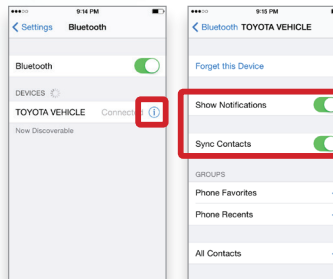 9:14 PM
Settings Bluetooth
Bluetooth
DEVICES
TOYOTA VEHICLE Connected
Now Discoverable
9:15 PM
Bluetooth TOYOTA VEHICLE
Forget this Device
Show Notifications
Sync Contacts
GROUPS
Phone Favorites
Phone Recents
All Contacts